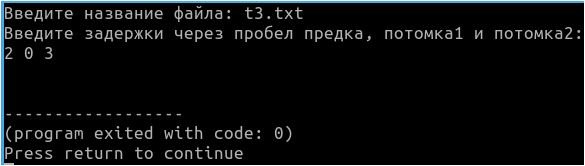 Введите название файла: t3.txt
Введите задержки через пробел предка, потомка1 и потомка2:
2 0 3
------------------
(program exited with code: 0)
Press return to continue